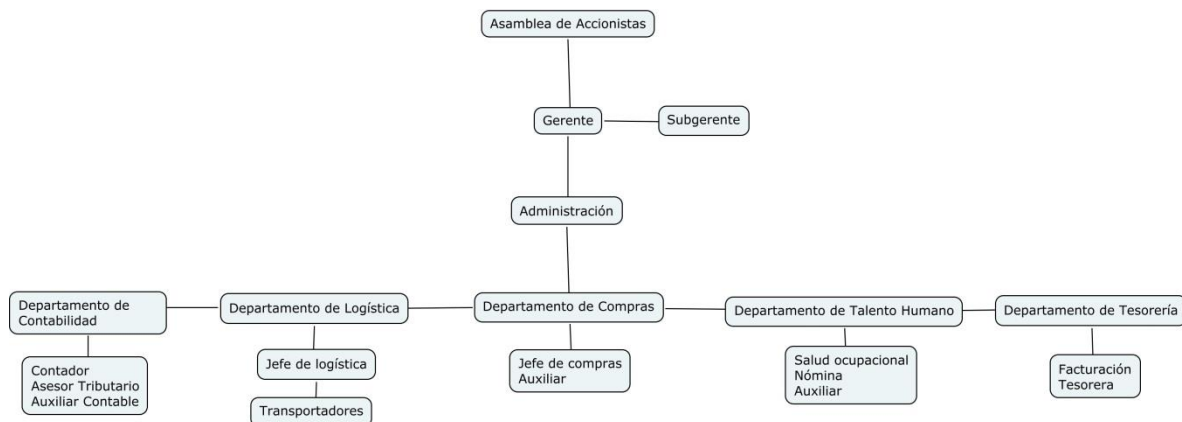 Asamblea de Accionistas
Gerente
Subgerente
Administración
Departamento de
Contabilidad
Departamento de Logística
Departamento de Compras
Departamento de Talento Humano
Departamento de Tesorería
Contador
Asesor Tributario
Auxiliar Contable
Jefe de logística
Transportadores
Jefe de compras
Auxiliar
Salud ocupacional
Nómina
Auxiliar
Facturación
Tesorera